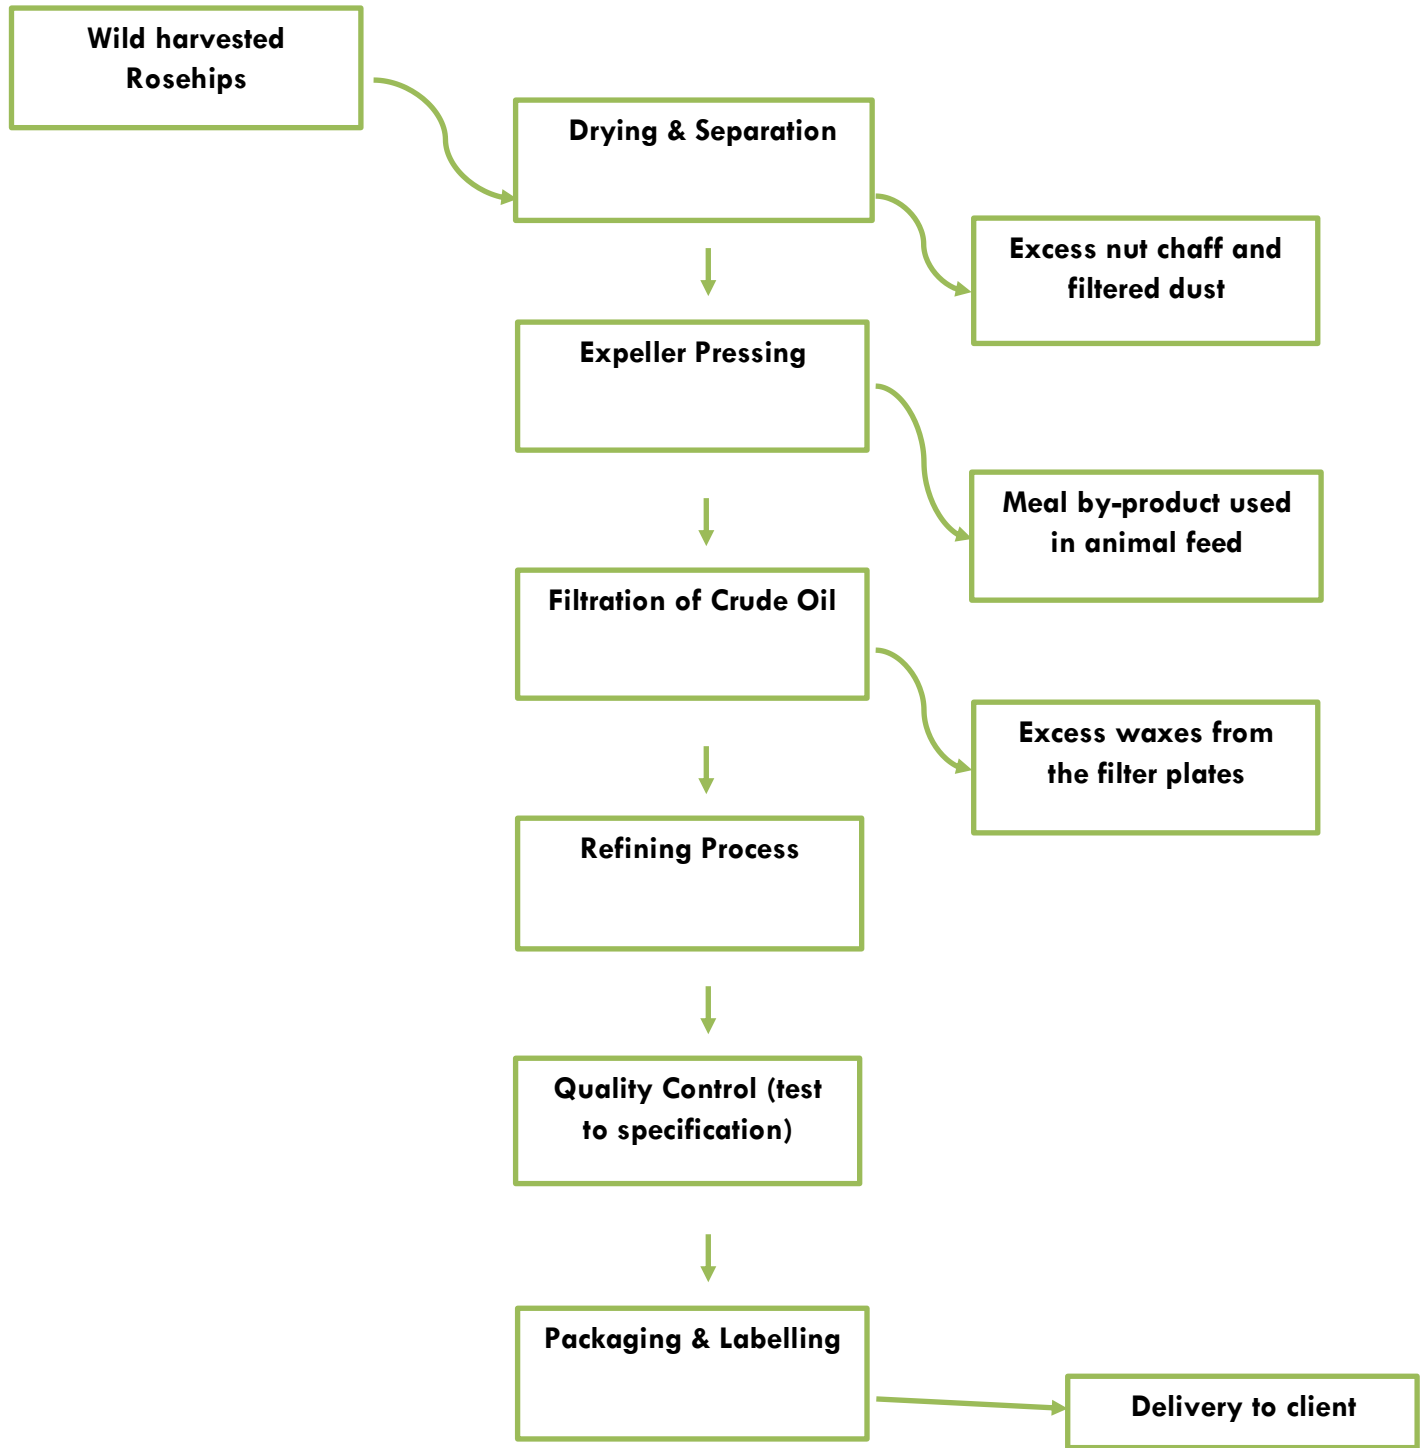 Wild harvested
Rosehips
Drying & Separation
Excess nut chaff and
filtered dust
Expeller Pressing
Meal by-product used
in animal feed
Filtration of Crude Oil
Excess waxes from
the filter plates
Refining Process
Quality Control (test
to specification)
Packaging & Labelling
Delivery to client